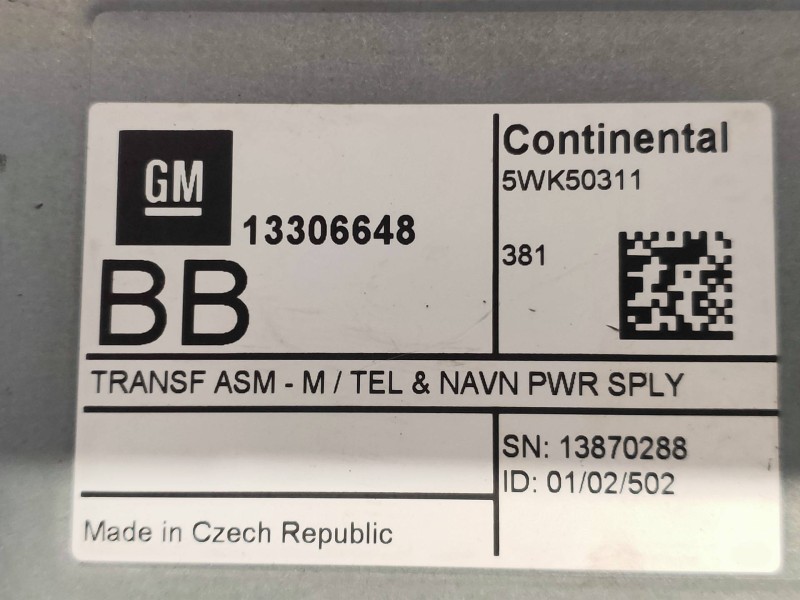 GM
13306648
BB
Continental
5WK50311
381
TRANSF ASM - M / TEL & NAVN PWR SPLY
SN: 13870288
ID: 01/02/502
Made in Czech Republic